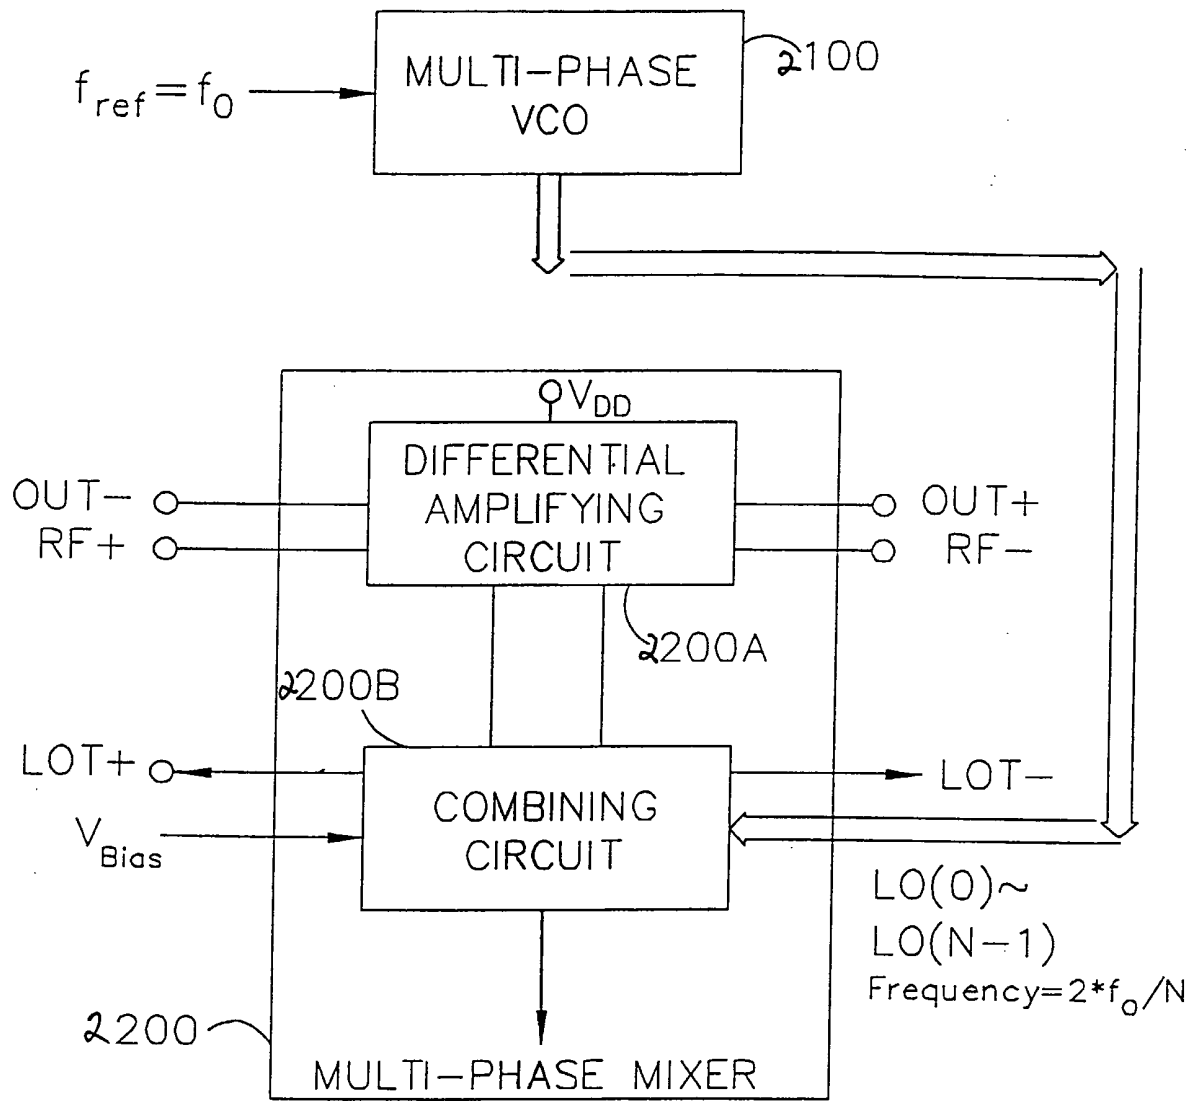 MULTI-PHASE
VCO
2100
f_ref=f_0
V_DD
DIFFERENTIAL
AMPLIFYING
CIRCUIT
OUT-
RF+
OUT+
RF-
2200A
2200B
LOT+
V_Bias
COMBINING
CIRCUIT
LOT-
LO(0)~
LO(N-1)
Frequency=2*f_o/N
2200
MULTI-PHASE MIXER